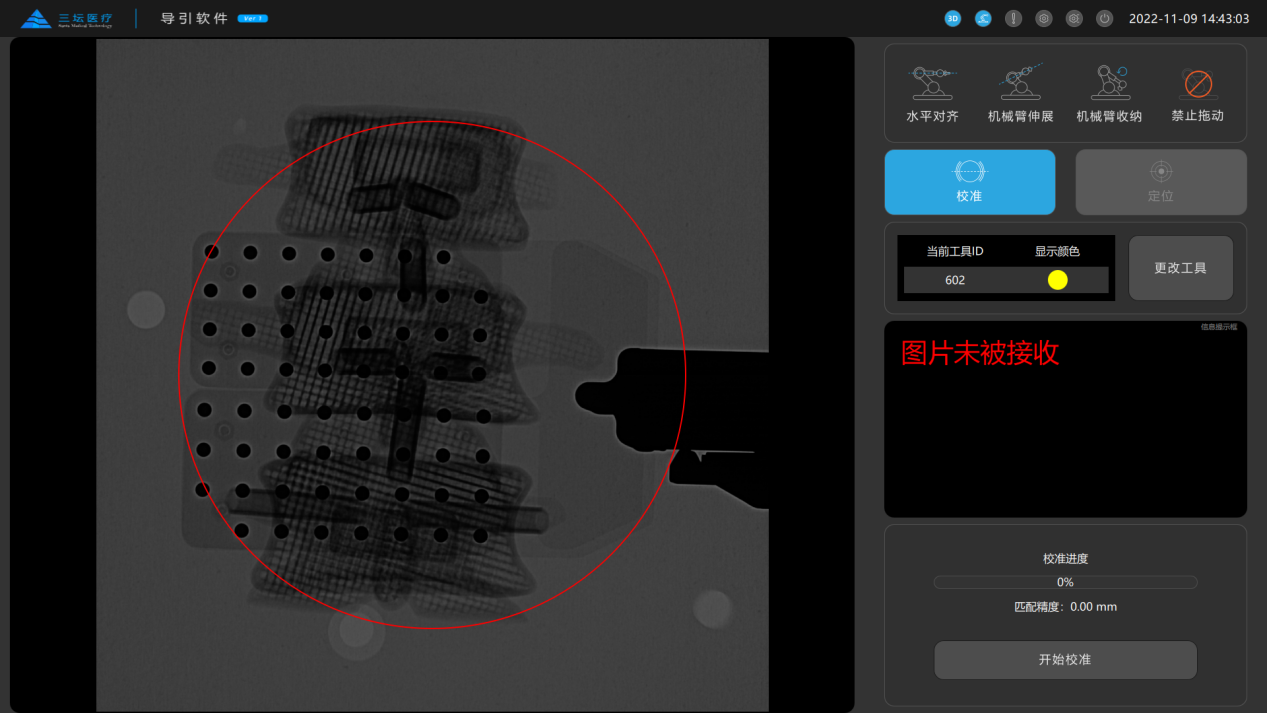 三坛医疗
导引软件 Ver 1
3D
2022-11-09 14:43:03
水平对齐 机械臂伸展 机械臂收纳 禁止拖动
校准 定位
当前工具ID 显示颜色
602
更改工具
信息提示框
图片未被接收
校准进度
0%
匹配精度：0.00 mm
开始校准